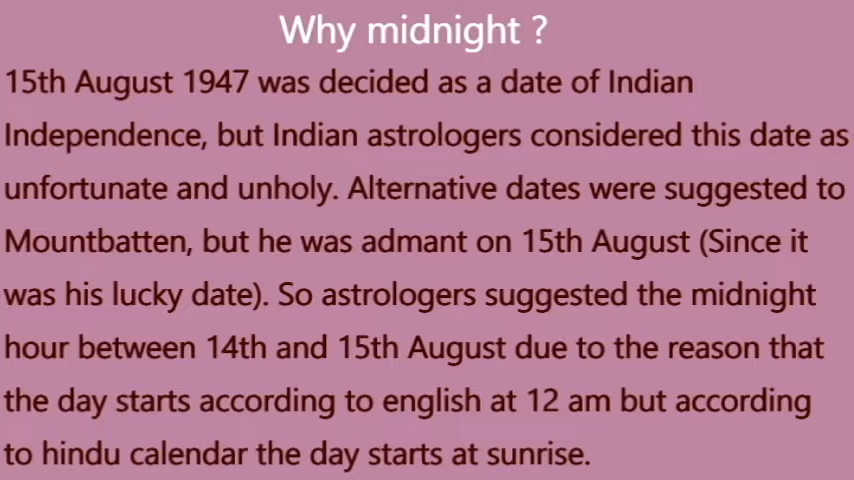 Why midnight ?
15th August 1947 was decided as a date of Indian
Independence, but Indian astrologers considered this date as
unfortunate and unholy. Alternative dates were suggested to
Mountbatten, but he was admant on 15th August (Since it
was his lucky date). So astrologers suggested the midnight
hour between 14th and 15th August due to the reason that
the day starts according to english at 12 am but according
to hindu calendar the day starts at sunrise.